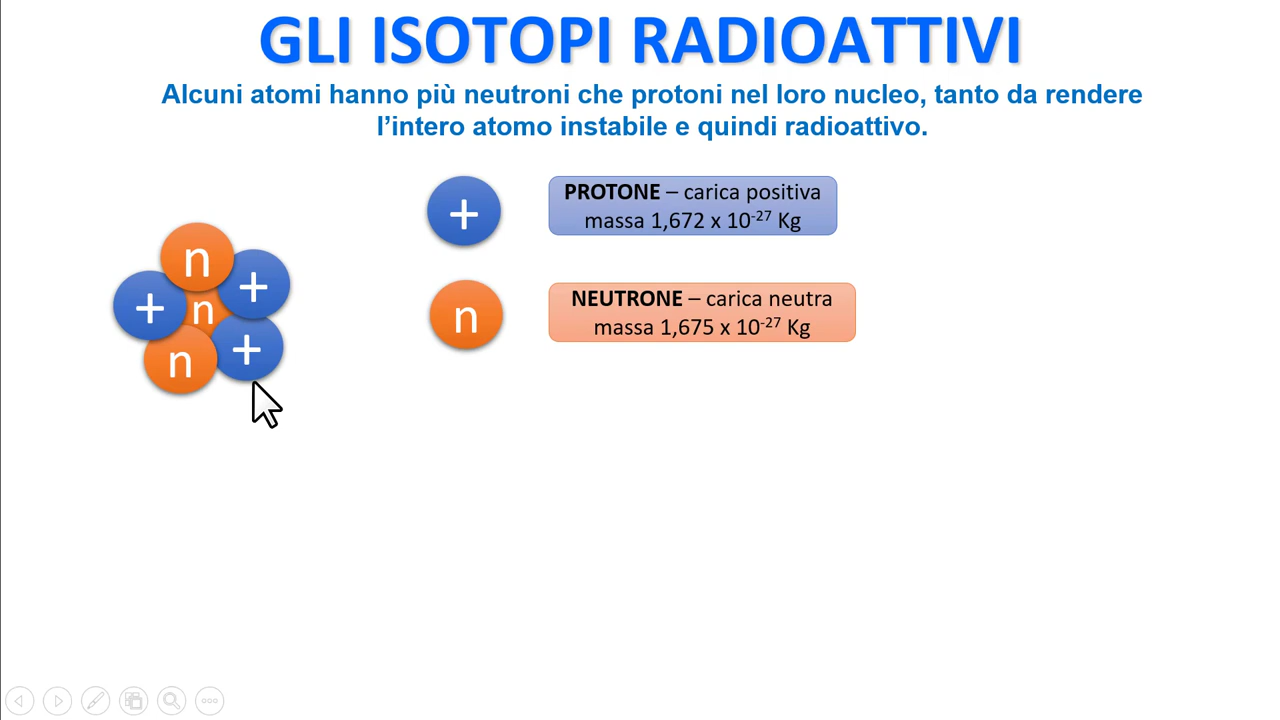 GLI ISOTOPI RADIOATTIVI
Alcuni atomi hanno più neutroni che protoni nel loro nucleo, tanto da rendere
l’intero atomo instabile e quindi radioattivo.
+
PROTONE – carica positiva
massa 1,672 x 10⁻²⁷ Kg
n
+
+
n
+
n
n
NEUTRONE – carica neutra
massa 1,675 x 10⁻²⁷ Kg